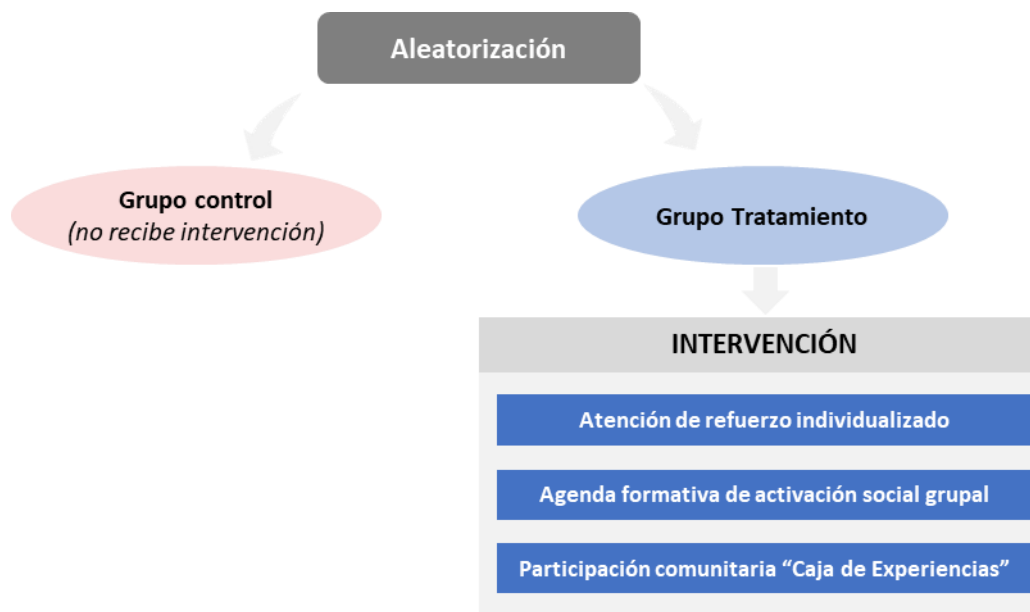 Aleatorización
Grupo control
(no recibe intervención)
Grupo Tratamiento
INTERVENCIÓN
Atención de refuerzo individualizado
Agenda formativa de activación social grupal
Participación comunitaria “Caja de Experiencias”